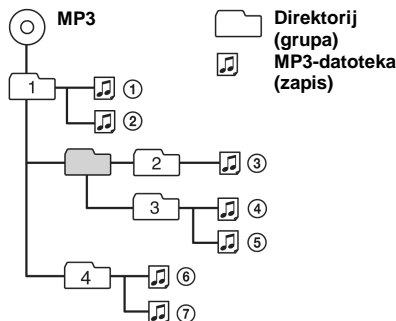 MP3
Direktorij
(grupa)
MP3-datoteka
(zapis)
1
①
②
2
③
3
④
⑤
4
⑥
⑦